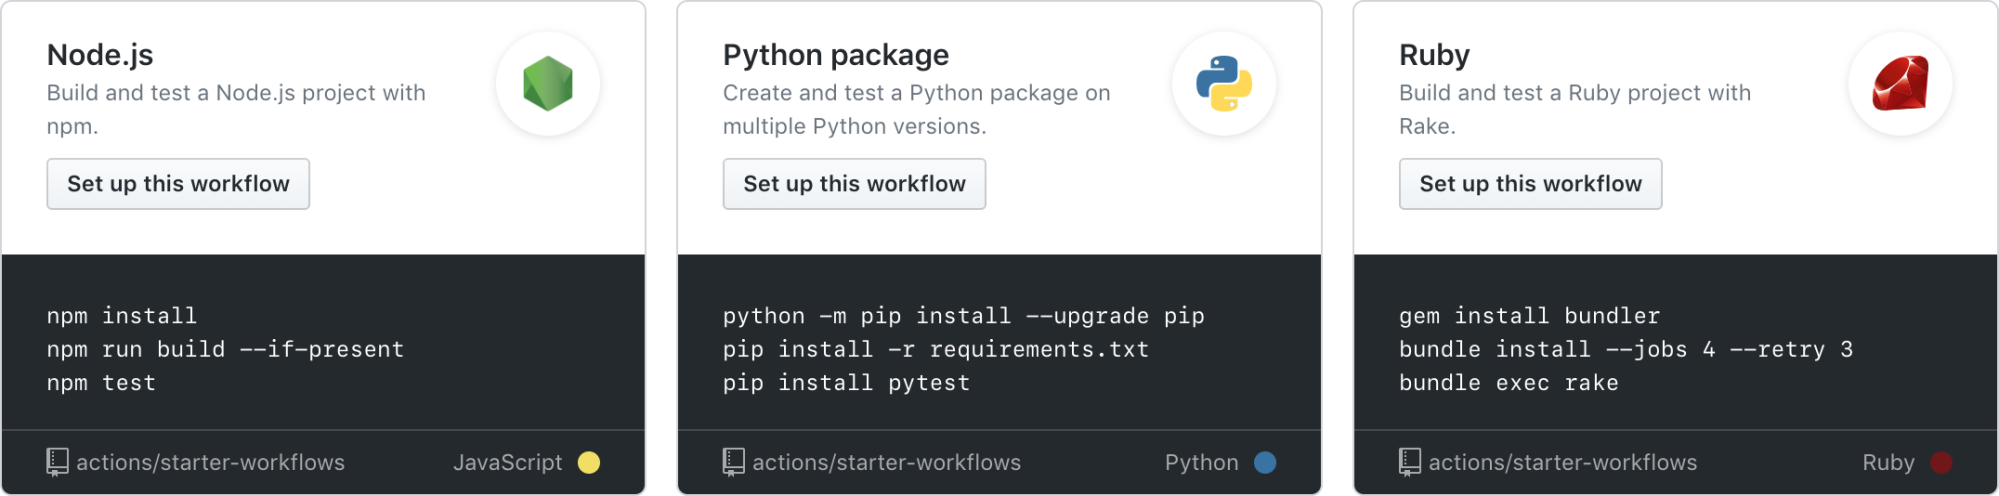 Node.js
Build and test a Node.js project with
npm.
Set up this workflow
npm install
npm run build --if-present
npm test
actions/starter-workflows
JavaScript
Python package
Create and test a Python package on
multiple Python versions.
Set up this workflow
python -m pip install --upgrade pip
pip install -r requirements.txt
pip install pytest
actions/starter-workflows
Python
Ruby
Build and test a Ruby project with
Rake.
Set up this workflow
gem install bundler
bundle install --jobs 4 --retry 3
bundle exec rake
actions/starter-workflows
Ruby